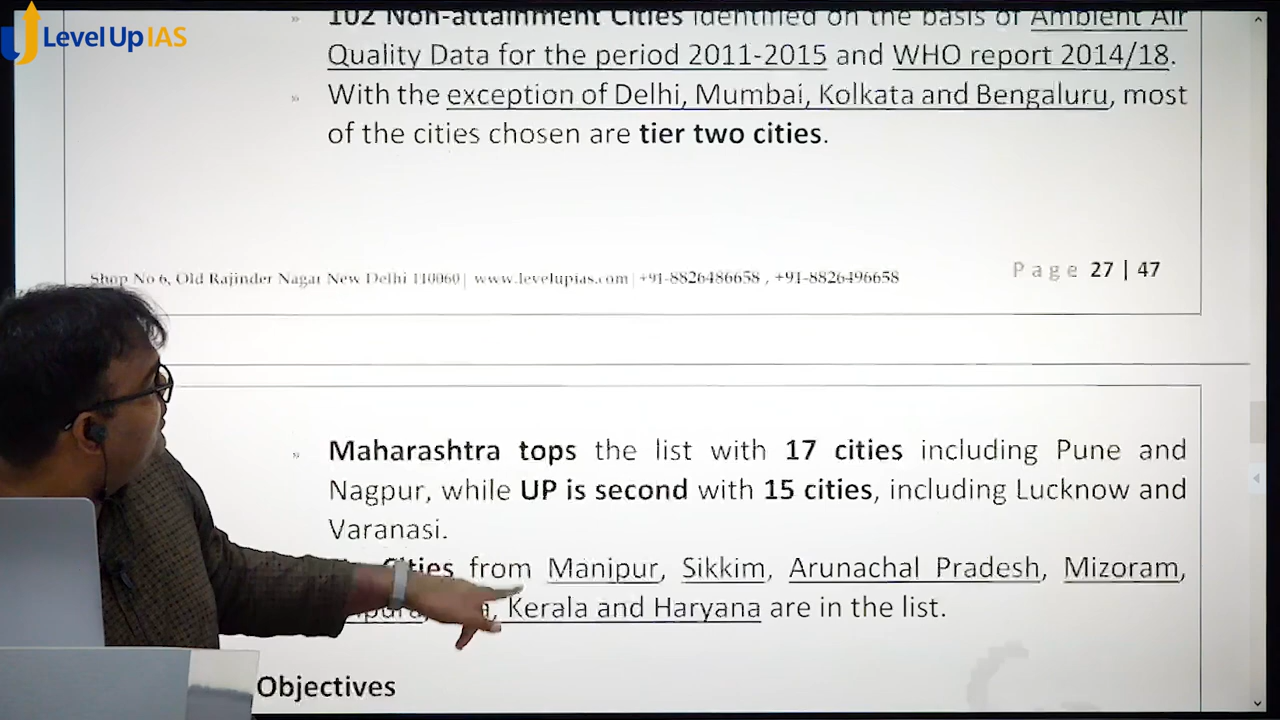 LevelUp IAS
» 102 Non-attainment Cities identified on the basis of Ambient Air
Quality Data for the period 2011-2015 and WHO report 2014/18.
» With the exception of Delhi, Mumbai, Kolkata and Bengaluru, most
of the cities chosen are tier two cities.
Shop No 6, Old Rajinder Nagar New Delhi 110060 | www.levelupias.com | +91-8826486658 , +91-8826496658
Page 27 | 47
» Maharashtra tops the list with 17 cities including Pune and
Nagpur, while UP is second with 15 cities, including Lucknow and
Varanasi.
Cities from Manipur, Sikkim, Arunachal Pradesh, Mizoram,
Kerala and Haryana are in the list.
Objectives